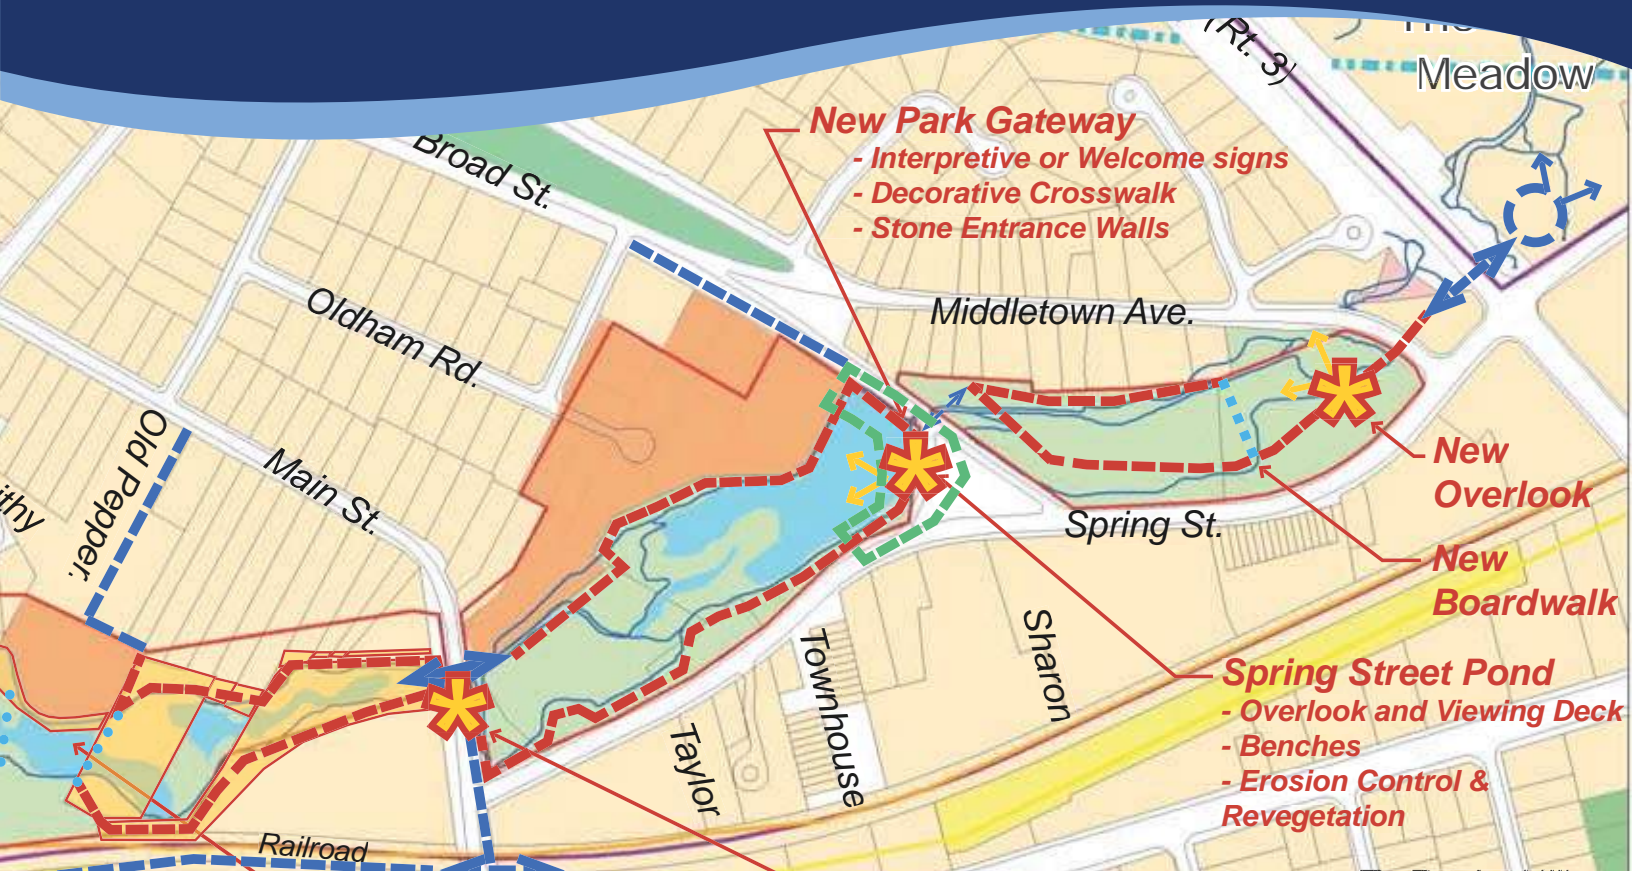 (Rt. 3)
Meadow
New Park Gateway
- Interpretive or Welcome signs
- Decorative Crosswalk
- Stone Entrance Walls
Broad St.
Oldham Rd.
Middletown Ave.
Old Pepper.
Main St.
Spring St.
New
Overlook
New
Boardwalk
Sharon
Townhouse
Taylor
Spring Street Pond
- Overlook and Viewing Deck
- Benches
- Erosion Control &
Revegetation
Railroad